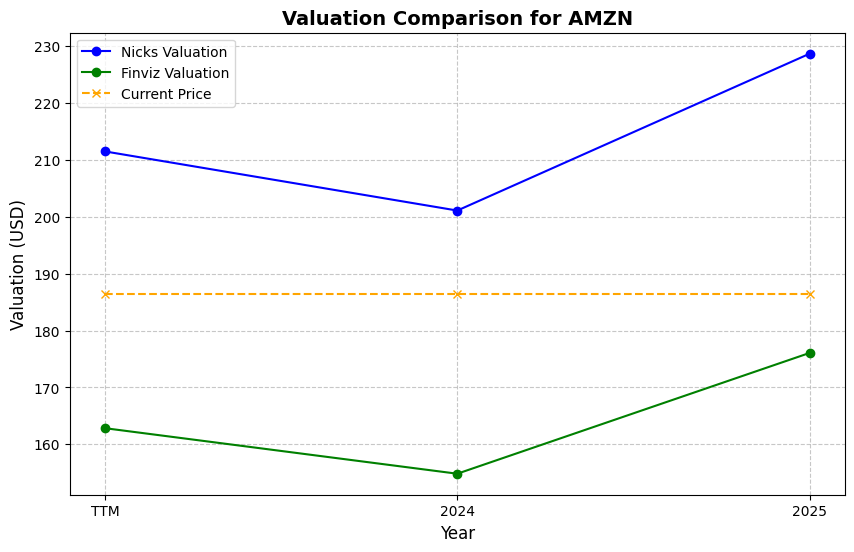 Valuation Comparison for AMZN
Nicks Valuation
Finviz Valuation
Current Price
Valuation (USD)
230
220
210
200
190
180
170
160
TTM
2024
2025
Year